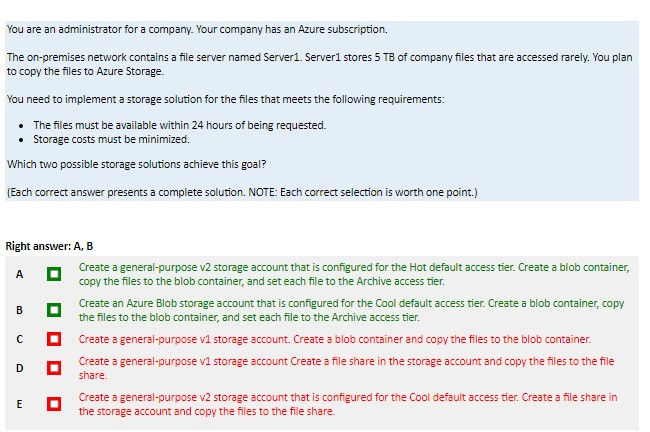 You are an administrator for a company. Your company has an Azure subscription.
The on-premises network contains a file server named Server1. Server1 stores 5 TB of company files that are accessed rarely. You plan
to copy the files to Azure Storage.
You need to implement a storage solution for the files that meets the following requirements:
• The files must be available within 24 hours of being requested.
• Storage costs must be minimized.
Which two possible storage solutions achieve this goal?
(Each correct answer presents a complete solution. NOTE: Each correct selection is worth one point.)
Right answer: A, B
A Create a general-purpose v2 storage account that is configured for the Hot default access tier. Create a blob container,
copy the files to the blob container, and set each file to the Archive access tier.
B Create an Azure Blob storage account that is configured for the Cool default access tier. Create a blob container, copy
the files to the blob container, and set each file to the Archive access tier.
C Create a general-purpose v1 storage account. Create a blob container and copy the files to the blob container.
D Create a general-purpose v1 storage account Create a file share in the storage account and copy the files to the file
share.
E Create a general-purpose v2 storage account that is configured for the Cool default access tier. Create a file share in
the storage account and copy the files to the file share.